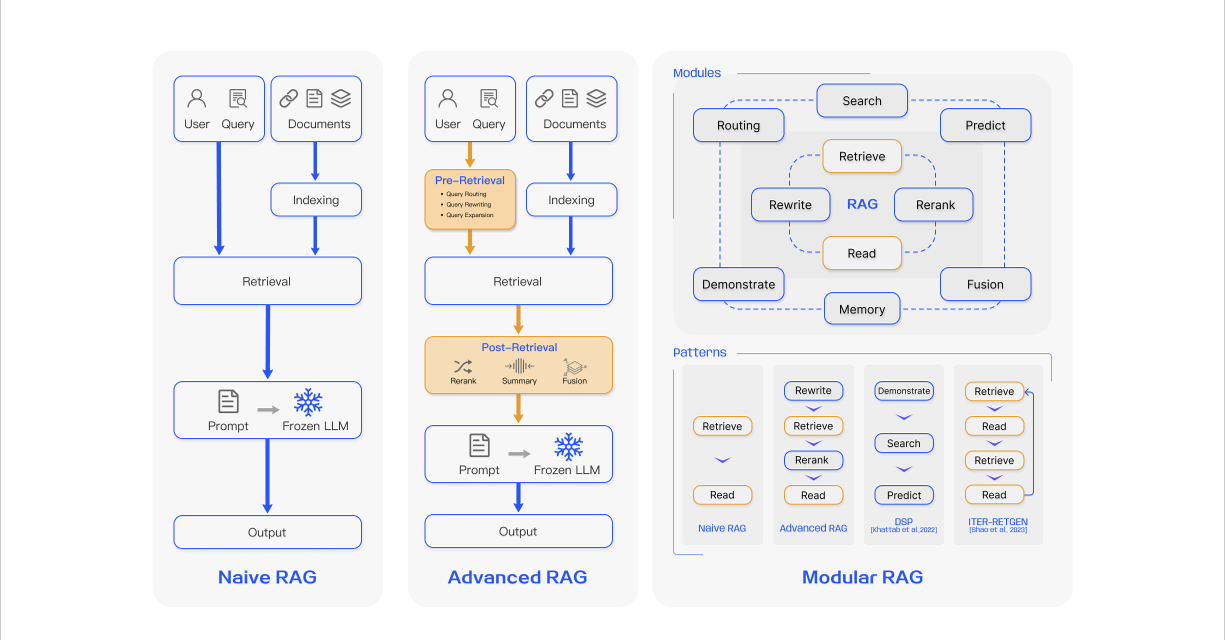 User Query
Documents
Indexing
Retrieval
Prompt
Frozen LLM
Output
Naive RAG
User Query
Documents
Pre-Retrieval
• Query Routing
• Query Rewriting
• Query Expansion
Indexing
Retrieval
Post-Retrieval
Rerank
Summary
Fusion
Prompt
Frozen LLM
Output
Advanced RAG
Modules
Search
Routing
Predict
Retrieve
Rewrite
RAG
Rerank
Read
Demonstrate
Fusion
Memory
Patterns
Retrieve
Read
Naive RAG
Rewrite
Retrieve
Rerank
Read
Advanced RAG
Demonstrate
Search
Predict
DSP
[Khattab et al.,2022]
Retrieve
Read
Retrieve
Read
ITER-RETGEN
[Shao et al., 2023]
Modular RAG